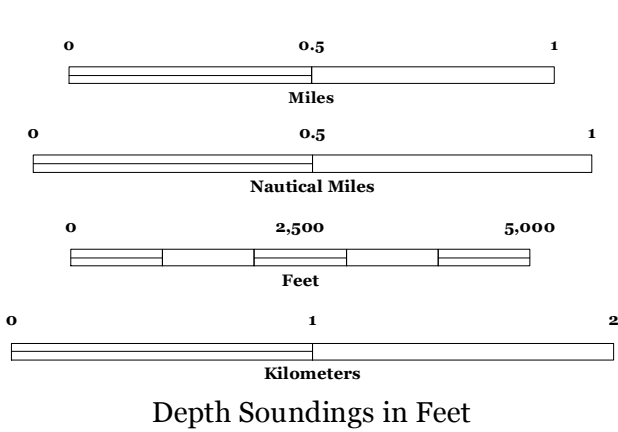 0 0.5 1
Miles
0 0.5 1
Nautical Miles
0 2,500 5,000
Feet
0 1 2
Kilometers
Depth Soundings in Feet